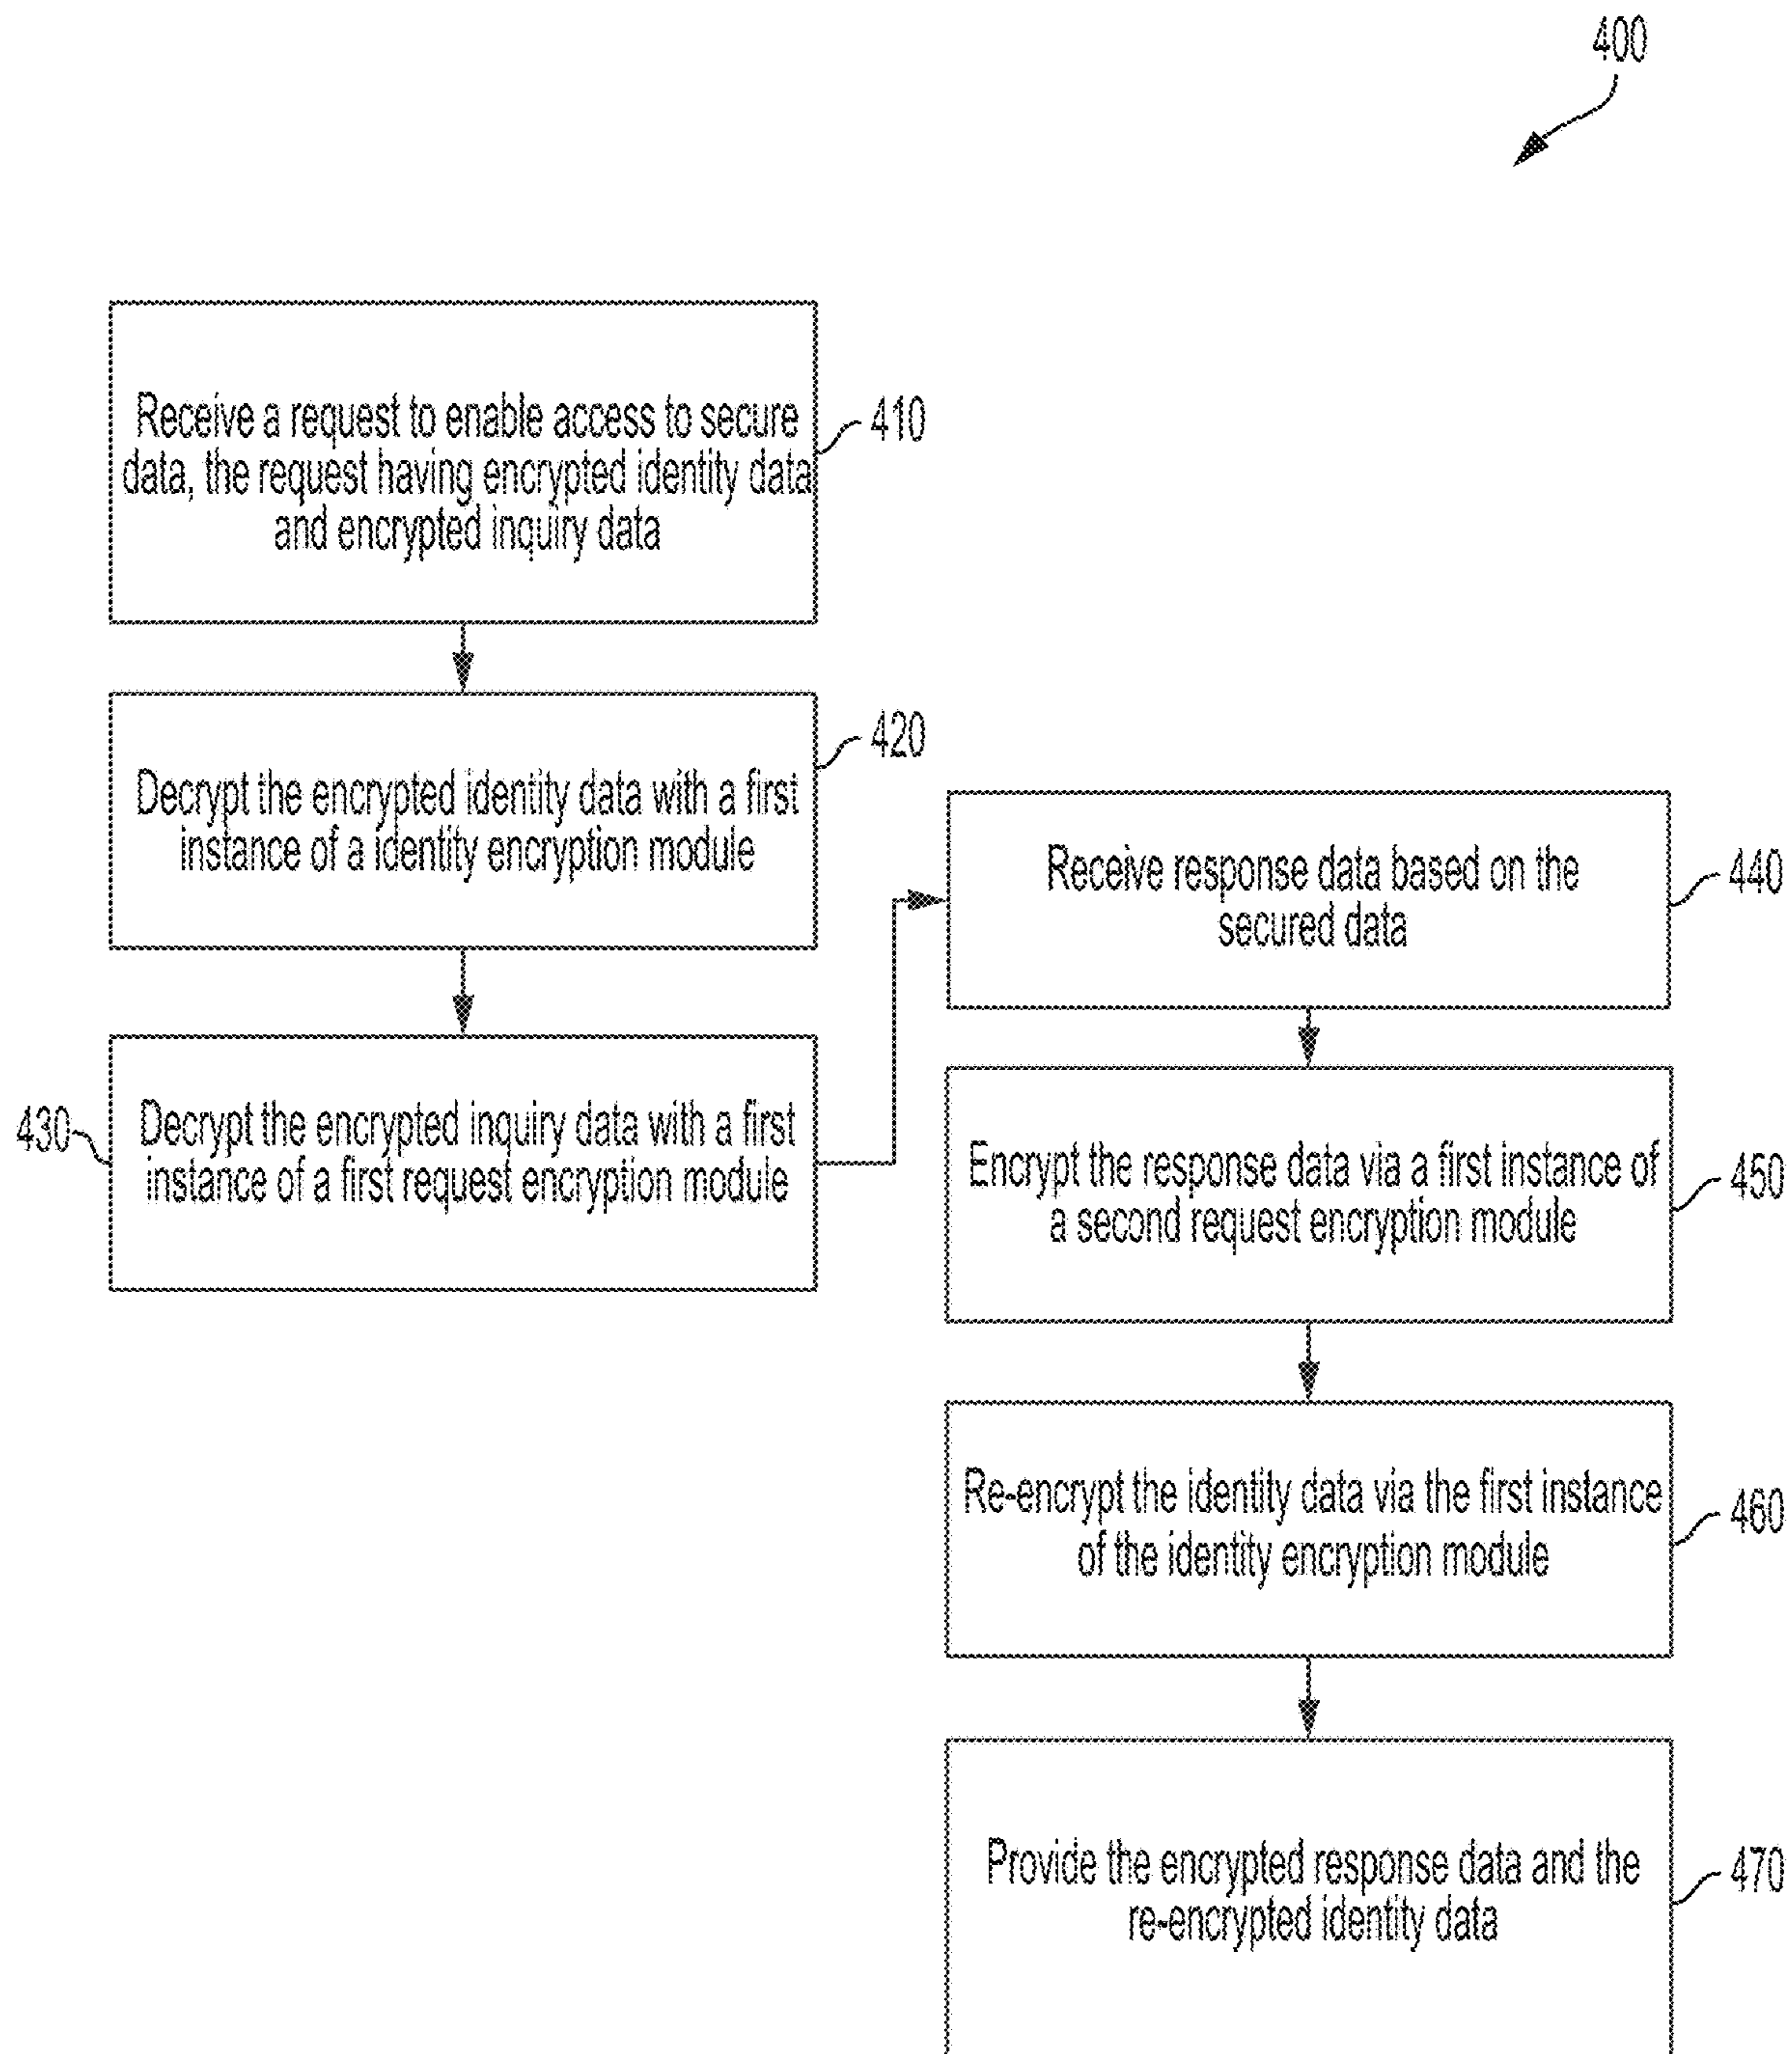 400
Receive a request to enable access to secure
data, the request having encrypted identity data
and encrypted inquiry data
410
Decrypt the encrypted identity data with a first
instance of a identity encryption module
420
430
Decrypt the encrypted inquiry data with a first
instance of a first request encryption module
Receive response data based on the
secured data
440
Encrypt the response data via a first instance of
a second request encryption module
450
Re-encrypt the identity data via the first instance
of the identity encryption module
460
Provide the encrypted response data and the
re-encrypted identity data
470